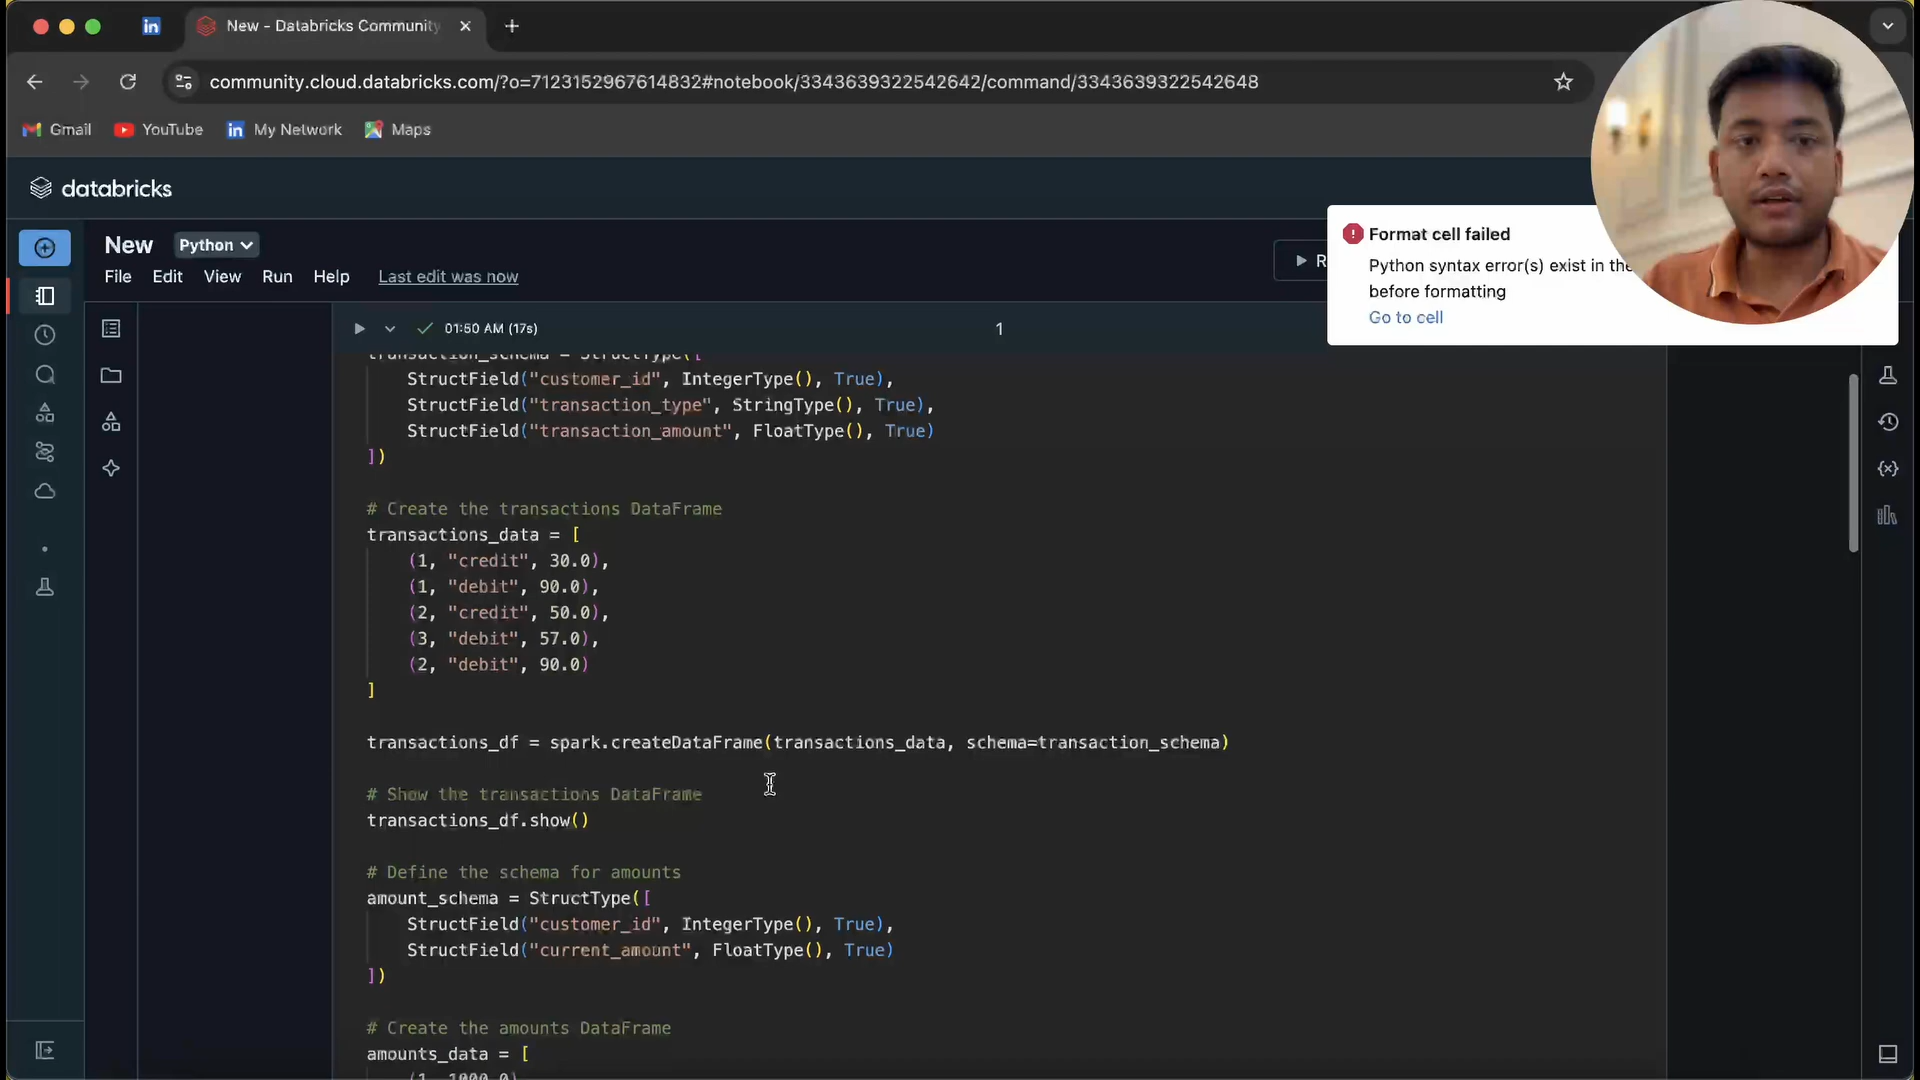 New - Databricks Community
community.cloud.databricks.com/?o=7123152967614832#notebook/3343639322542642/command/3343639322542648
Gmail YouTube My Network Maps
databricks
New Python
File Edit View Run Help Last edit was now
Format cell failed
Python syntax error(s) exist in the
before formatting
Go to cell
01:50 AM (17s) 1
transaction_schema = StructType([
StructField("customer_id", IntegerType(), True),
StructField("transaction_type", StringType(), True),
StructField("transaction_amount", FloatType(), True)
])
# Create the transactions DataFrame
transactions_data = [
(1, "credit", 30.0),
(1, "debit", 90.0),
(2, "credit", 50.0),
(3, "debit", 57.0),
(2, "debit", 90.0)
]
transactions_df = spark.createDataFrame(transactions_data, schema=transaction_schema)
# Show the transactions DataFrame
transactions_df.show()
# Define the schema for amounts
amount_schema = StructType([
StructField("customer_id", IntegerType(), True),
StructField("current_amount", FloatType(), True)
])
# Create the amounts DataFrame
amounts_data = [
(1, 1000.0),